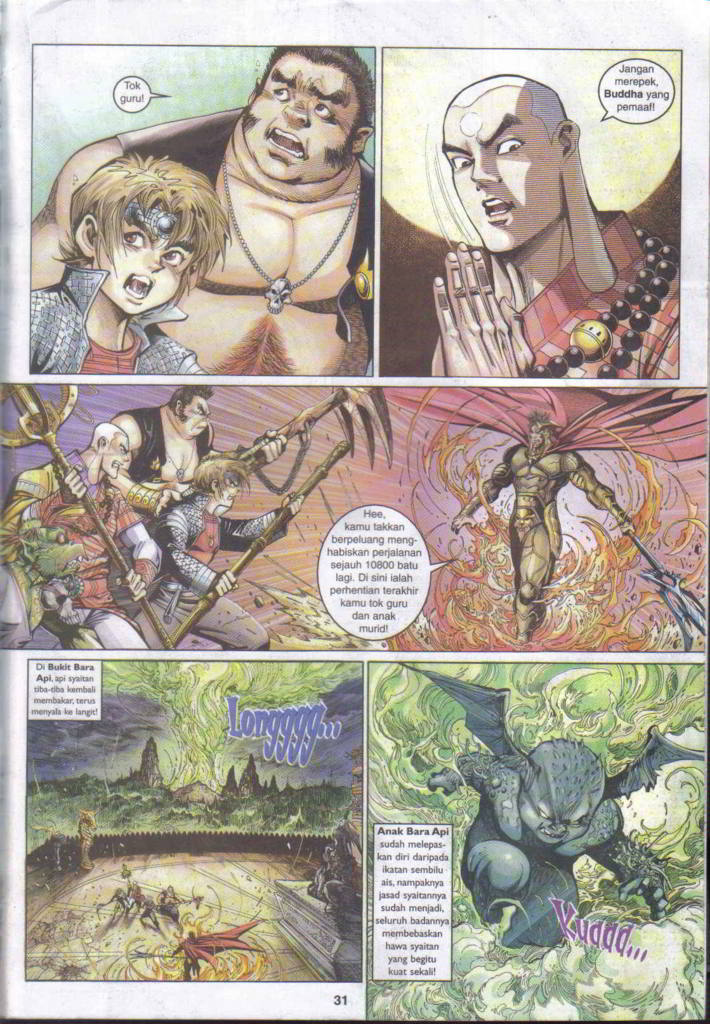 Tok
guru!
Jangan
merepek,
Buddha yang
pemaaf!
Hee,
kamu takkan
berpeluang meng-
habiskan perjalanan
sejauh 10800 batu
lagi. Di sini ialah
perhentian terakhir
kamu tok guru
dan anak
murid!
Di Bukit Bara
Api, api syaitan
tiba-tiba kembali
membakar, terus
menyala ke langit!
Longggg...
Anak Bara Api
sudah melepas-
kan diri daripada
ikatan sembilu
ais, nampaknya
jasad syaitannya
sudah menjadi,
seluruh badannya
membebaskan
hawa syaitan
yang begitu
kuat sekali!
Kuaaa...
31